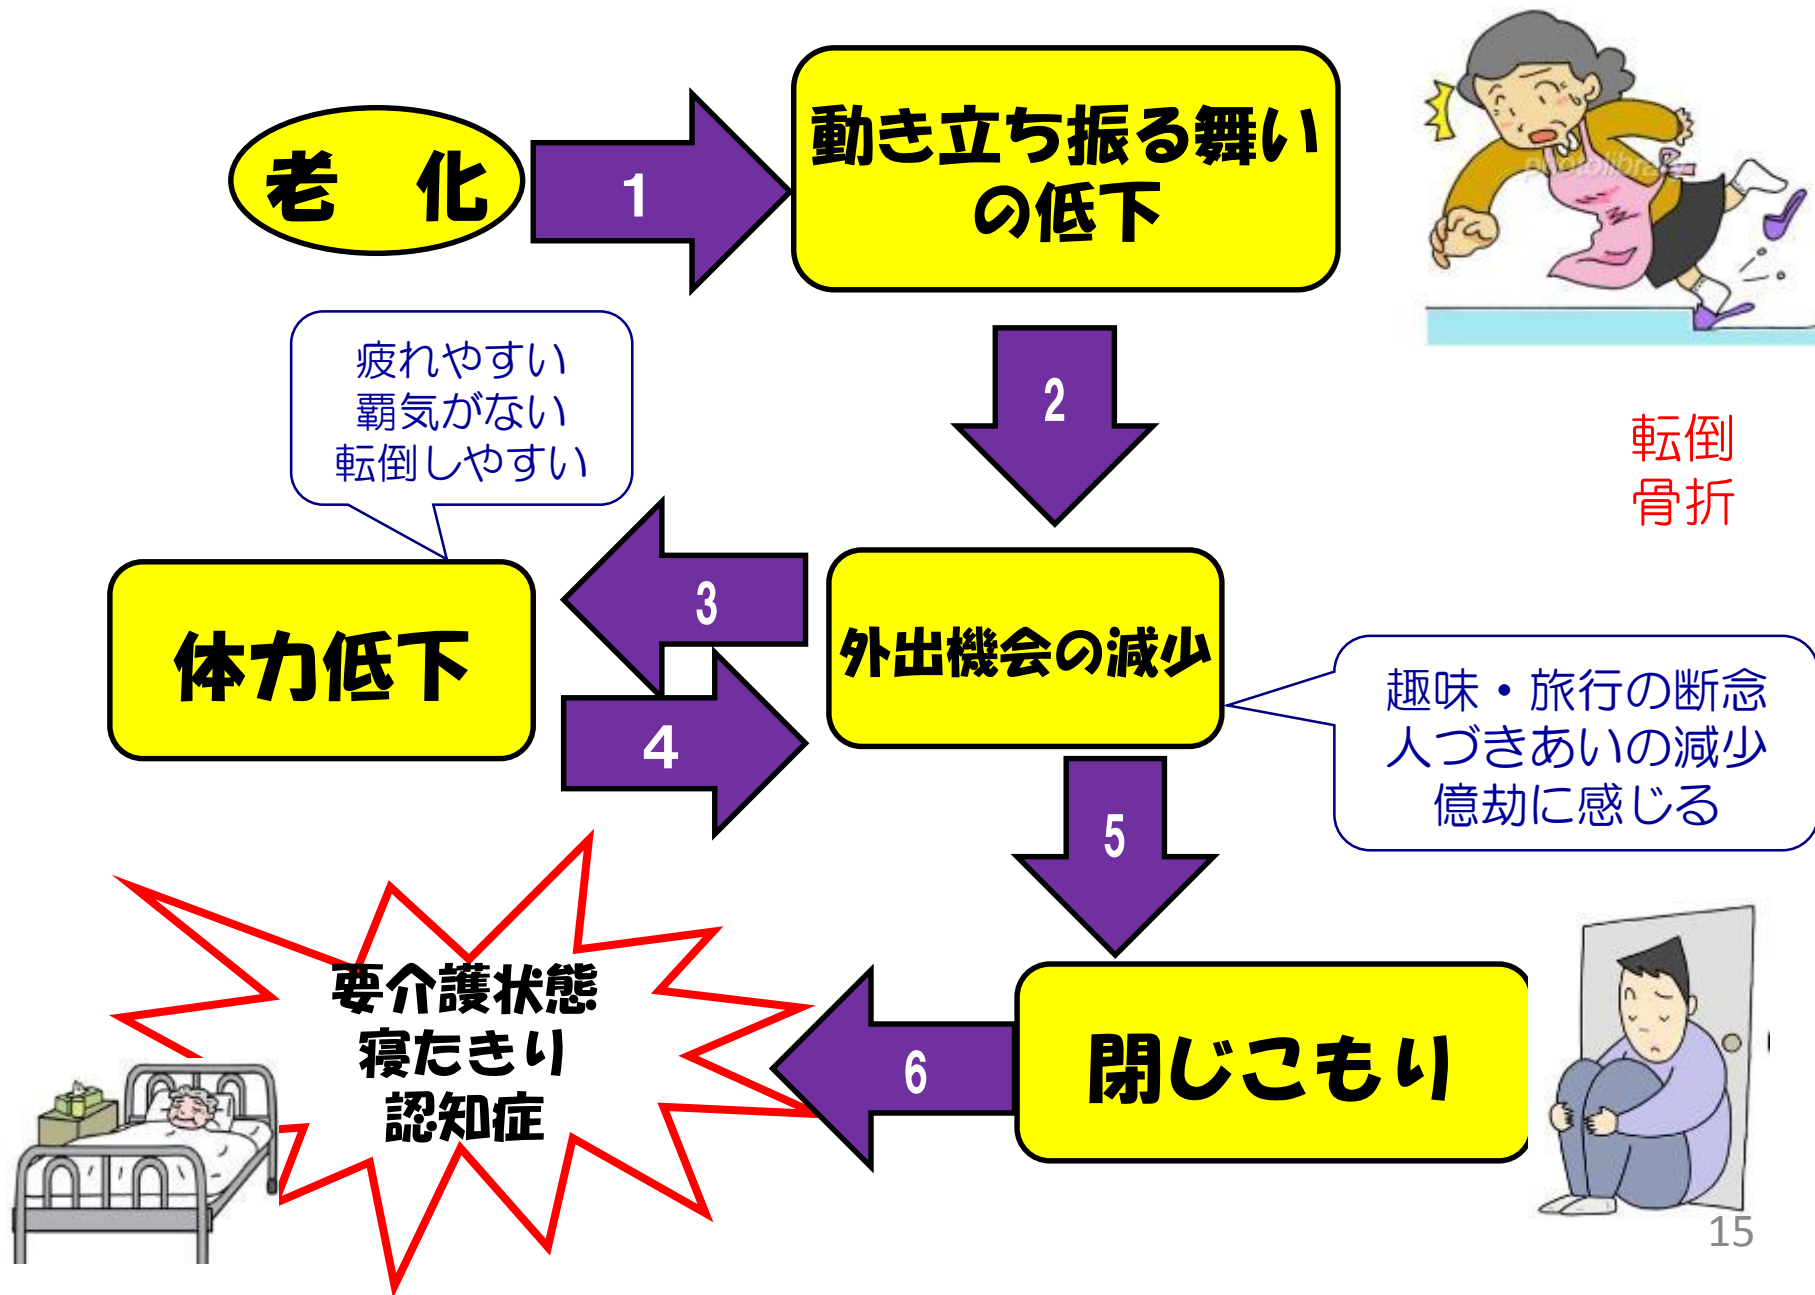 老　化
1
動き立ち振る舞い
の低下
photolibrary
2
疲れやすい
覇気がない
転倒しやすい
転倒
骨折
3
体力低下
外出機会の減少
4
趣味・旅行の断念
人づきあいの減少
億劫に感じる
5
要介護状態
寝たきり
認知症
6
閉じこもり
15